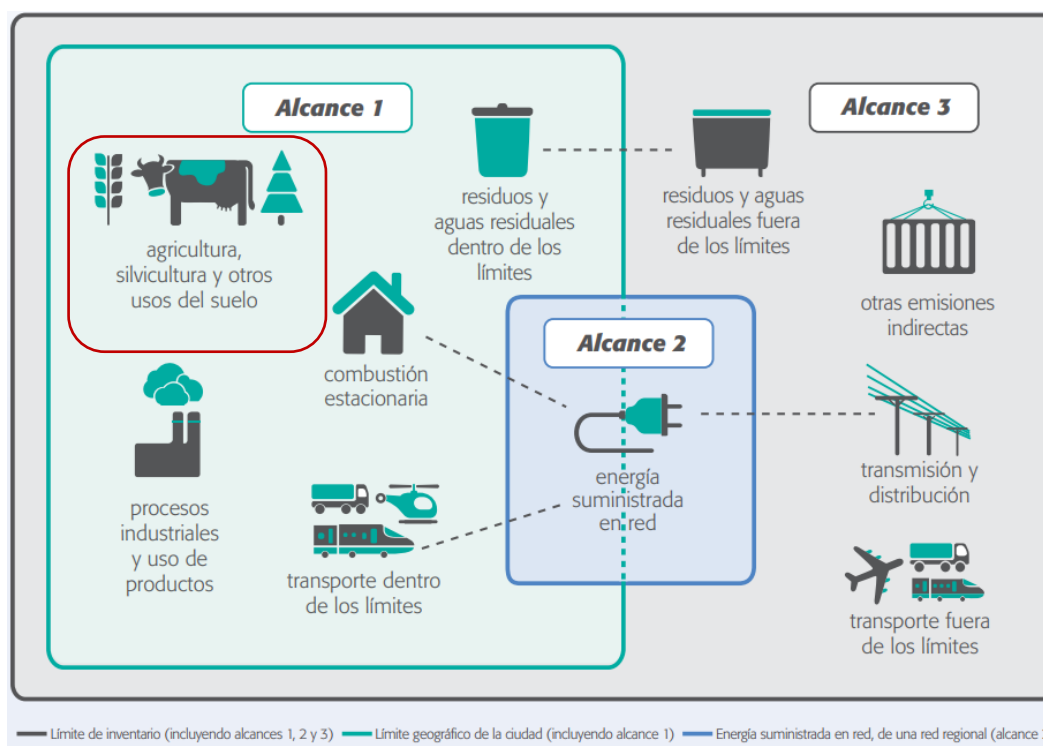 Alcance 1
Alcance 3
agricultura,
silvicultura y otros
usos del suelo
residuos y
aguas residuales
dentro de los
límites
residuos y aguas
residuales fuera
de los límites
otras emisiones
indirectas
combustión
estacionaria
Alcance 2
energía
suministrada
en red
transmisión y
distribución
procesos
industriales
y uso de
productos
transporte dentro
de los límites
transporte fuera
de los límites
Límite de inventario (incluyendo alcances 1, 2 y 3) Límite geográfico de la ciudad (incluyendo alcance 1) Energía suministrada en red, de una red regional (alcance